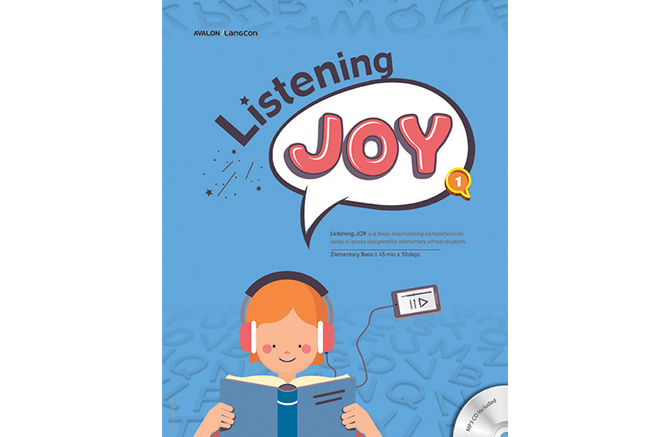 AVALON LangCon
Listening
JOY
1
Listening JOY is a three-level listening comprehension
series of books designed for elementary school students.
Elementary Basic | 45 min x 10 days
MP3 CD Included